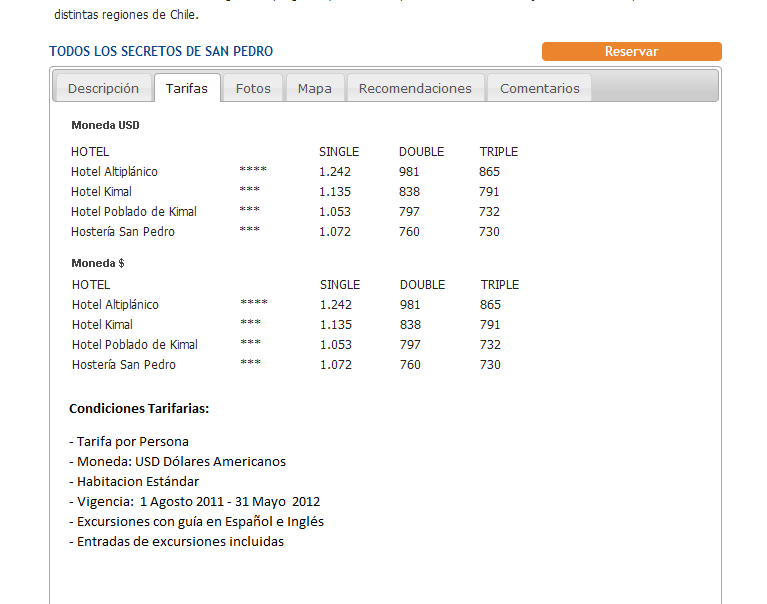 distintas regiones de Chile.
TODOS LOS SECRETOS DE SAN PEDRO
Reservar
Descripción Tarifas Fotos Mapa Recomendaciones Comentarios
Moneda USD
HOTEL SINGLE DOUBLE TRIPLE
Hotel Altiplánico **** 1.242 981 865
Hotel Kimal *** 1.135 838 791
Hotel Poblado de Kimal *** 1.053 797 732
Hostería San Pedro *** 1.072 760 730
Moneda $
HOTEL SINGLE DOUBLE TRIPLE
Hotel Altiplánico **** 1.242 981 865
Hotel Kimal *** 1.135 838 791
Hotel Poblado de Kimal *** 1.053 797 732
Hostería San Pedro *** 1.072 760 730
Condiciones Tarifarias:
- Tarifa por Persona
- Moneda: USD Dólares Americanos
- Habitacion Estándar
- Vigencia: 1 Agosto 2011 - 31 Mayo 2012
- Excursiones con guía en Español e Inglés
- Entradas de excursiones incluidas